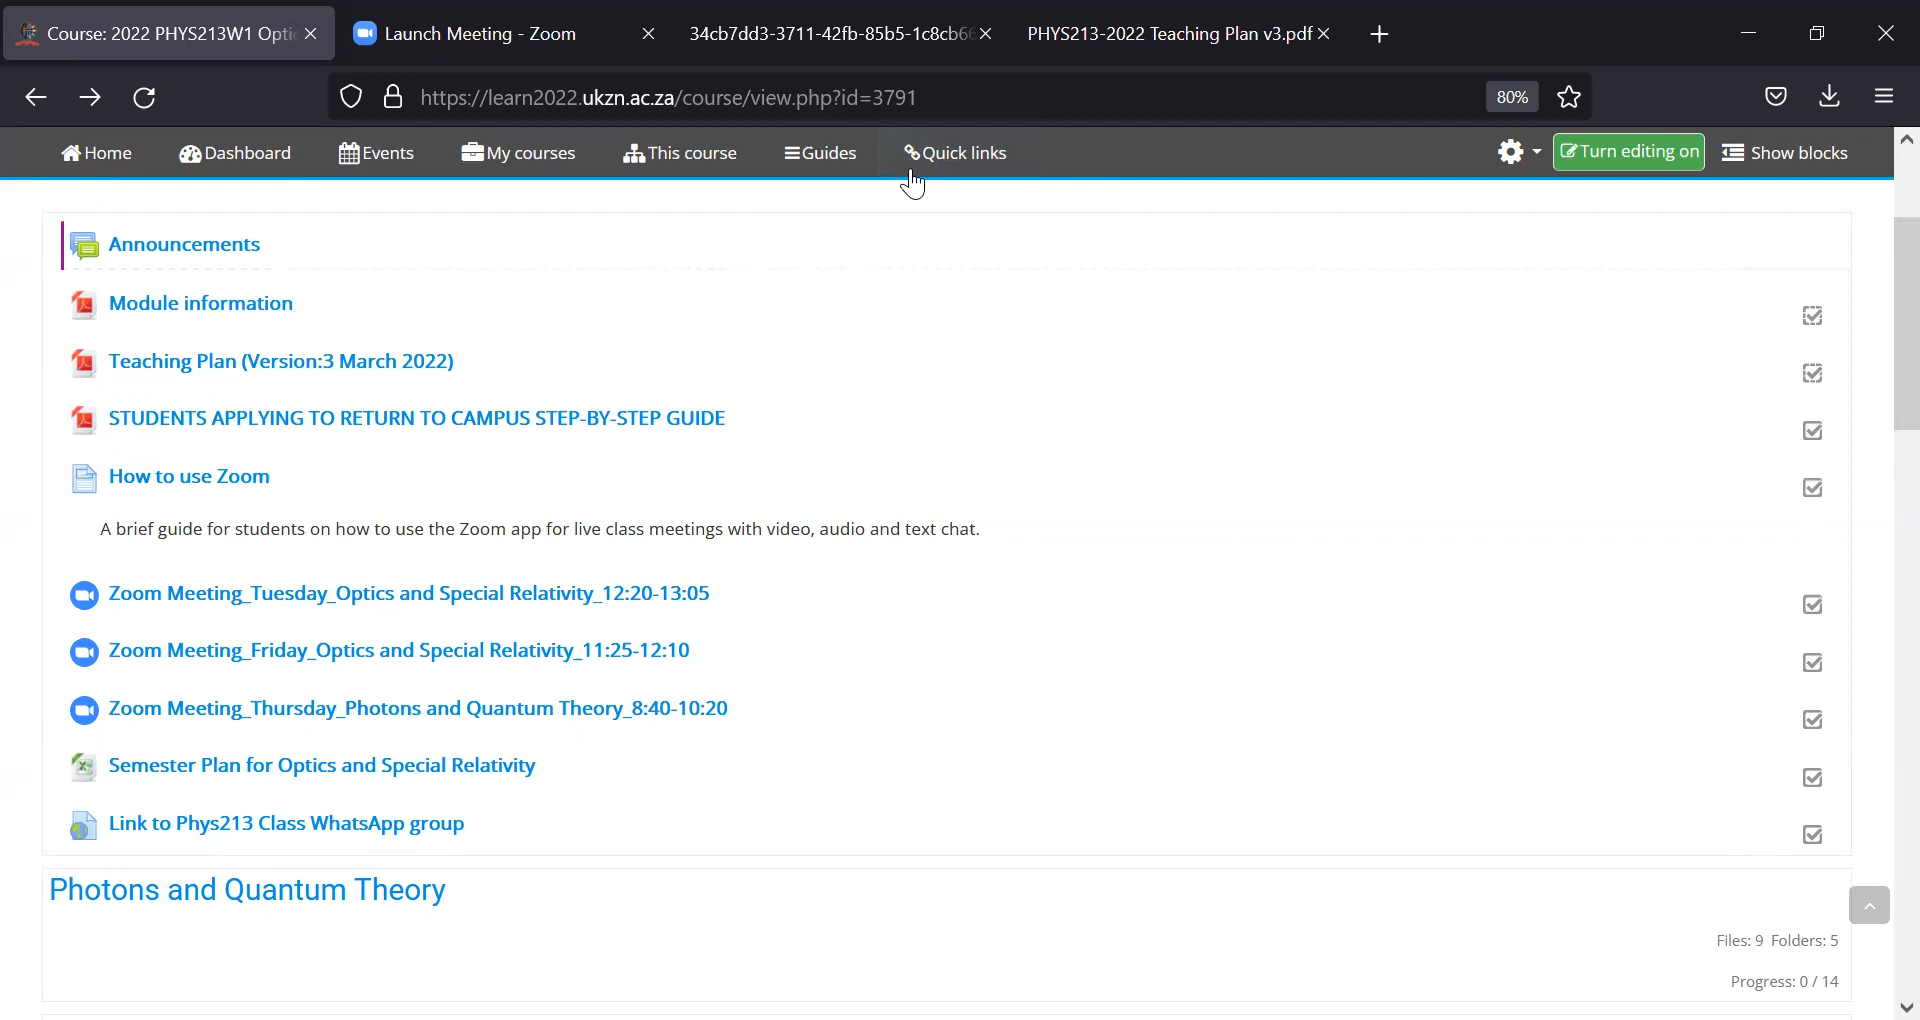 Course: 2022 PHYS213W1 Opti
Launch Meeting - Zoom
34cb7dd3-3711-42fb-85b5-1c8cb66
PHYS213-2022 Teaching Plan v3.pdf
https://learn2022.ukzn.ac.za/course/view.php?id=3791
80%
Home
Dashboard
Events
My courses
This course
Guides
Quick links
Turn editing on
Show blocks
Announcements
Module information
Teaching Plan (Version:3 March 2022)
STUDENTS APPLYING TO RETURN TO CAMPUS STEP-BY-STEP GUIDE
How to use Zoom
A brief guide for students on how to use the Zoom app for live class meetings with video, audio and text chat.
Zoom Meeting_Tuesday_Optics and Special Relativity_12:20-13:05
Zoom Meeting_Friday_Optics and Special Relativity_11:25-12:10
Zoom Meeting_Thursday_Photons and Quantum Theory_8:40-10:20
Semester Plan for Optics and Special Relativity
Link to Phys213 Class WhatsApp group
Photons and Quantum Theory
Files: 9 Folders: 5
Progress: 0 / 14